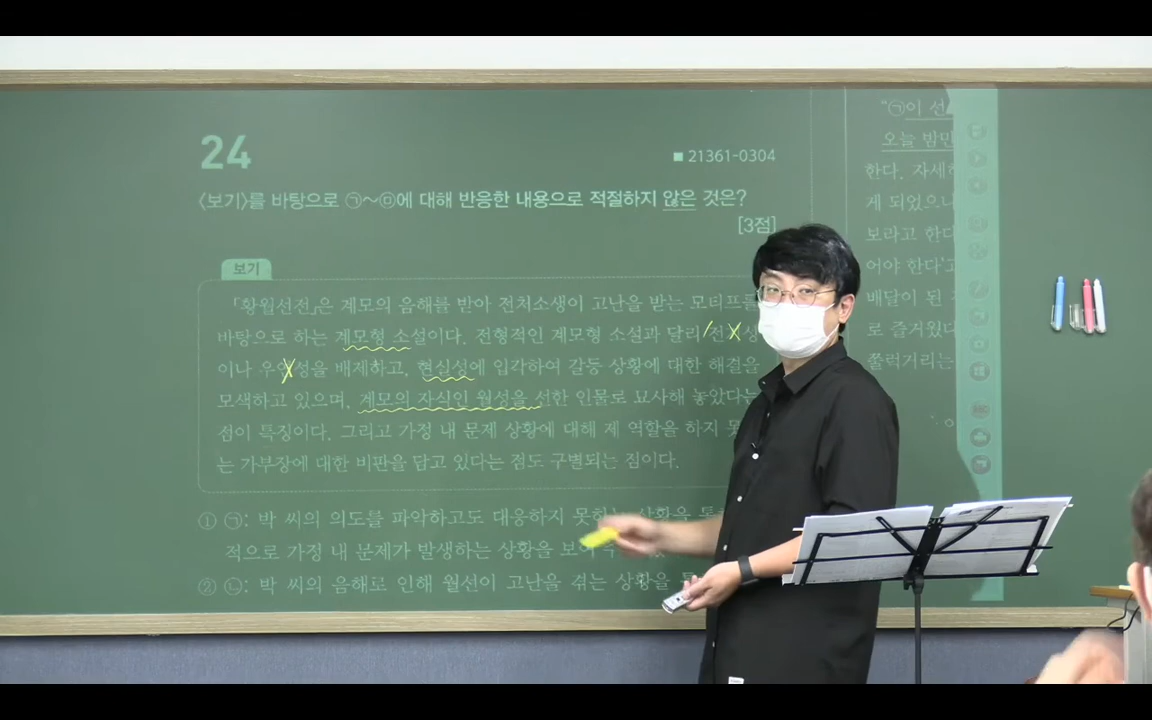 24
■ 21361-0304
〈보기〉를 바탕으로 ㉠~㉤에 대해 반응한 내용으로 적절하지 않은 것은?
[3점]
보기
「황월선전」은 계모의 음해를 받아 전처소생이 고난을 받는 모티프를
바탕으로 하는 계모형 소설이다. 전형적인 계모형 소설과 달리 전
이나 우연성을 배제하고, 현실성에 입각하여 갈등 상황에 대한 해결을
모색하고 있으며, 계모의 자식인 월성을 선한 인물로 묘사해 놓았다는
점이 특징이다. 그리고 가정 내 문제 상황에 대해 제 역할을 하지 못
는 가부장에 대한 비판을 담고 있다는 점도 구별되는 점이다.
① ㉠: 박 씨의 의도를 파악하고도 대응하지 못하는 상황을
적으로 가정 내 문제가 발생하는 상황을
② ㉡: 박 씨의 음해로 인해 월선이 고난을 겪는 상황을
"㉠이 선
오늘 밤만
한다. 자세
게 되었으나
보라고 한다
어야 한다'고
배달이 된
로 즐거웠다
쭐럭거리는